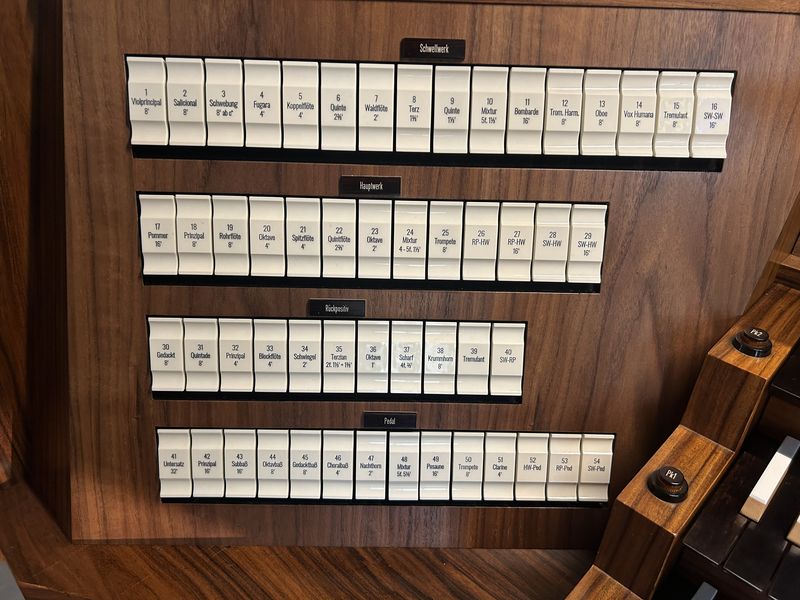 Schwellwerk
1 Violprincipal 8'
2 Salicional 8'
3 Schwebung 8' ab c°
4 Fugara 4'
5 Koppelflöte 4'
6 Quinte 2⅔'
7 Waldflöte 2'
8 Terz 1⅗'
9 Quinte 1⅓'
10 Mixtur 5f. 1⅓'
11 Bombarde 16'
12 Trom. Harm. 8'
13 Oboe 8'
14 Vox Humana 8'
15 Tremulant
16 SW-SW 16'
Hauptwerk
17 Pommer 16'
18 Prinzipal 8'
19 Rohrflöte 8'
20 Oktave 4'
21 Spitzflöte 4'
22 Quintflöte 2⅔'
23 Oktave 2'
24 Mixtur 4 - 5f. 1⅓'
25 Trompete 8'
26 RP-HW
27 RP-HW 16'
28 SW-HW
29 SW-HW 16'
Rückpositiv
30 Gedackt 8'
31 Quintade 8'
32 Prinzipal 4'
33 Blockflöte 4'
34 Schwiegel 2'
35 Terzian 2f. 1⅗' + 1⅓'
36 Oktave 1'
37 Scharf 4f. ⅔'
38 Krummhorn 8'
39 Tremulant
40 SW-RP
Pedal
41 Untersatz 32'
42 Prinzipal 16'
43 Subbaß 16'
44 Oktavbaß 8'
45 Gedacktbaß 8'
46 Choralbaß 4'
47 Nachthorn 2'
48 Mixtur 5f. 5⅓'
49 Posaune 16'
50 Trompete 8'
51 Clarine 4'
52 HW-Ped
53 RP-Ped
54 SW-Ped
Pk2
Pk1